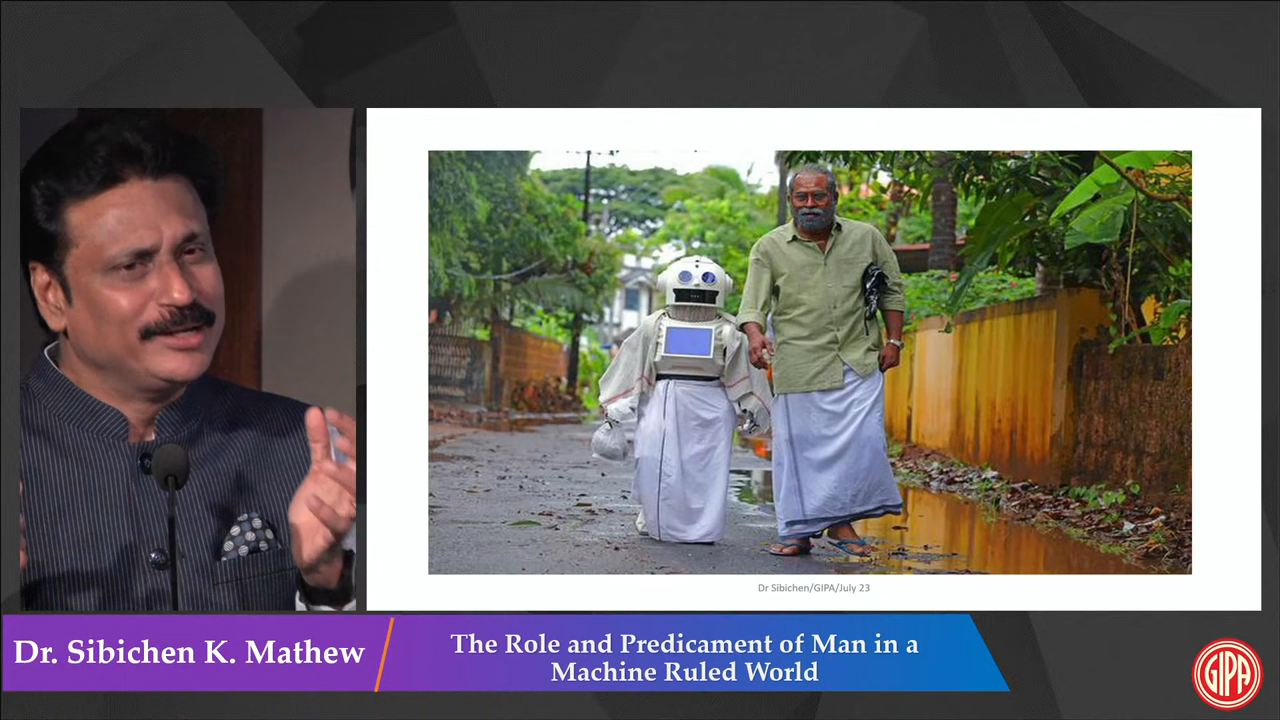 Dr Sibichen/GIPA/July 23
Dr. Sibichen K. Mathew
The Role and Predicament of Man in a
Machine Ruled World
GIPA